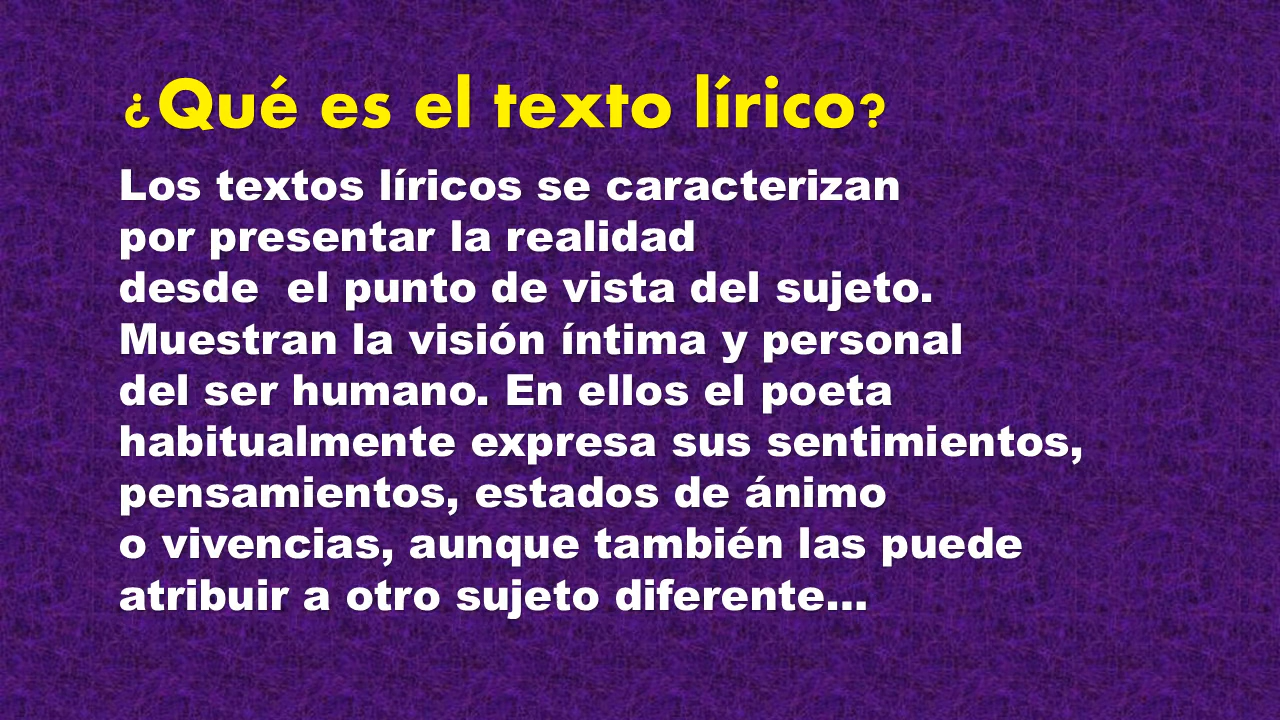 ¿Qué es el texto lírico?
Los textos líricos se caracterizan
por presentar la realidad
desde  el punto de vista del sujeto.
Muestran la visión íntima y personal
del ser humano. En ellos el poeta
habitualmente expresa sus sentimientos,
pensamientos, estados de ánimo
o vivencias, aunque también las puede
atribuir a otro sujeto diferente...